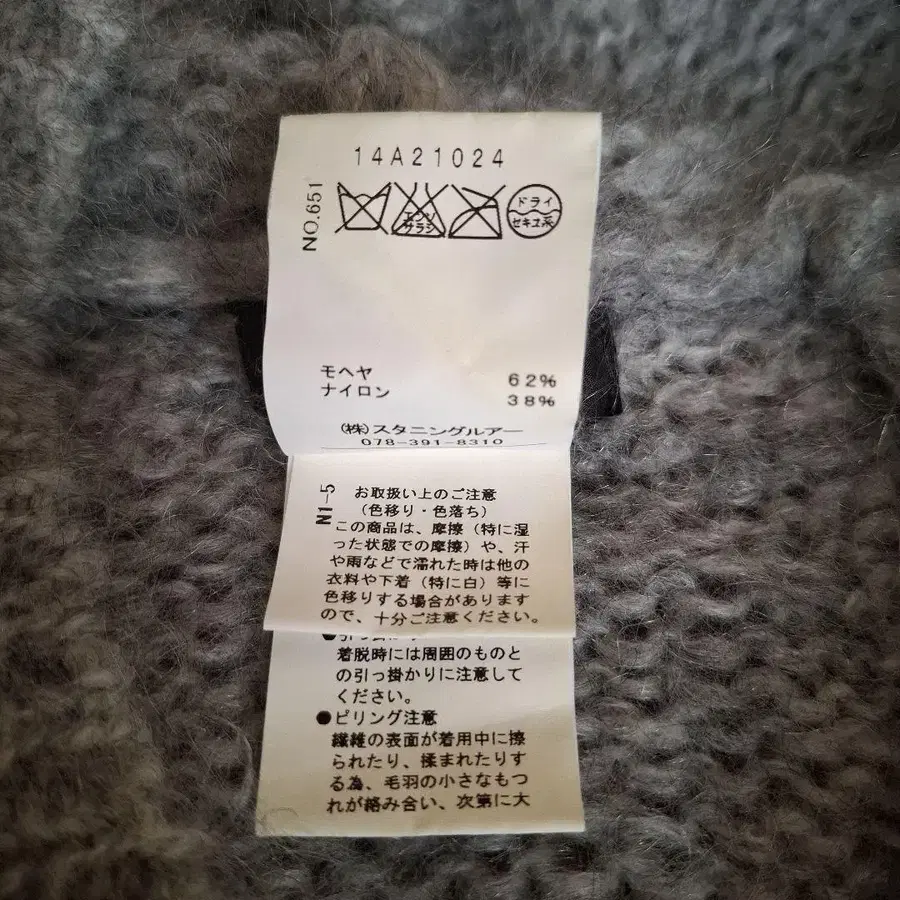 14A21024
NO.651
エンソ
サラシ
ドライ
セキユ系
モヘヤ 62%
ナイロン 38%
(株)スタニングルアー
078-391-8310
N1-5
お取扱い上のご注意
(色移り・色落ち)
この商品は、摩擦(特に湿
った状態での摩擦)や、汗
や雨などで濡れた時は他の
衣料や下着(特に白)等に
色移りする場合があります
ので、十分ご注意ください。
着脱時には周囲のものと
の引っ掛かりに注意して
ください。
●ピリング注意
繊維の表面が着用中に擦
られたり、揉まれたりす
る為、毛羽の小さなもつ
れが絡み合い、次第に大